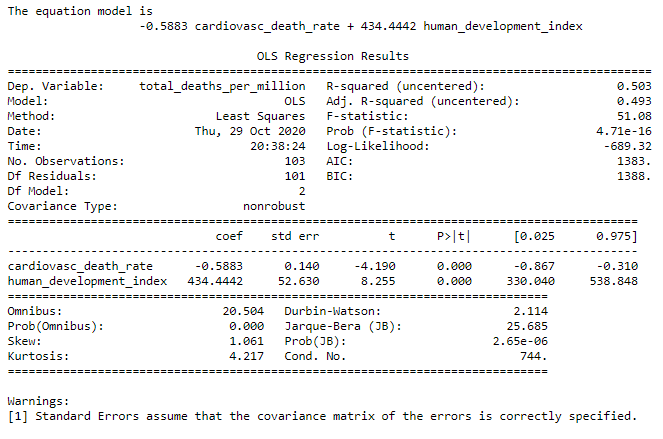 The equation model is
-0.5883 cardiovasc_death_rate + 434.4442 human_development_index
OLS Regression Results
==============================================================================
Dep. Variable: total_deaths_per_million R-squared (uncentered): 0.503
Model: OLS Adj. R-squared (uncentered): 0.493
Method: Least Squares F-statistic: 51.08
Date: Thu, 29 Oct 2020 Prob (F-statistic): 4.71e-16
Time: 20:38:24 Log-Likelihood: -689.32
No. Observations: 103 AIC: 1383.
Df Residuals: 101 BIC: 1388.
Df Model: 2
Covariance Type: nonrobust
==============================================================================
coef std err t P>|t| [0.025 0.975]
------------------------------------------------------------------------------
cardiovasc_death_rate -0.5883 0.140 -4.190 0.000 -0.867 -0.310
human_development_index 434.4442 52.630 8.255 0.000 330.040 538.848
==============================================================================
Omnibus: 20.504 Durbin-Watson: 2.114
Prob(Omnibus): 0.000 Jarque-Bera (JB): 25.685
Skew: 1.061 Prob(JB): 2.65e-06
Kurtosis: 4.217 Cond. No. 744.
==============================================================================
Warnings:
[1] Standard Errors assume that the covariance matrix of the errors is correctly specified.